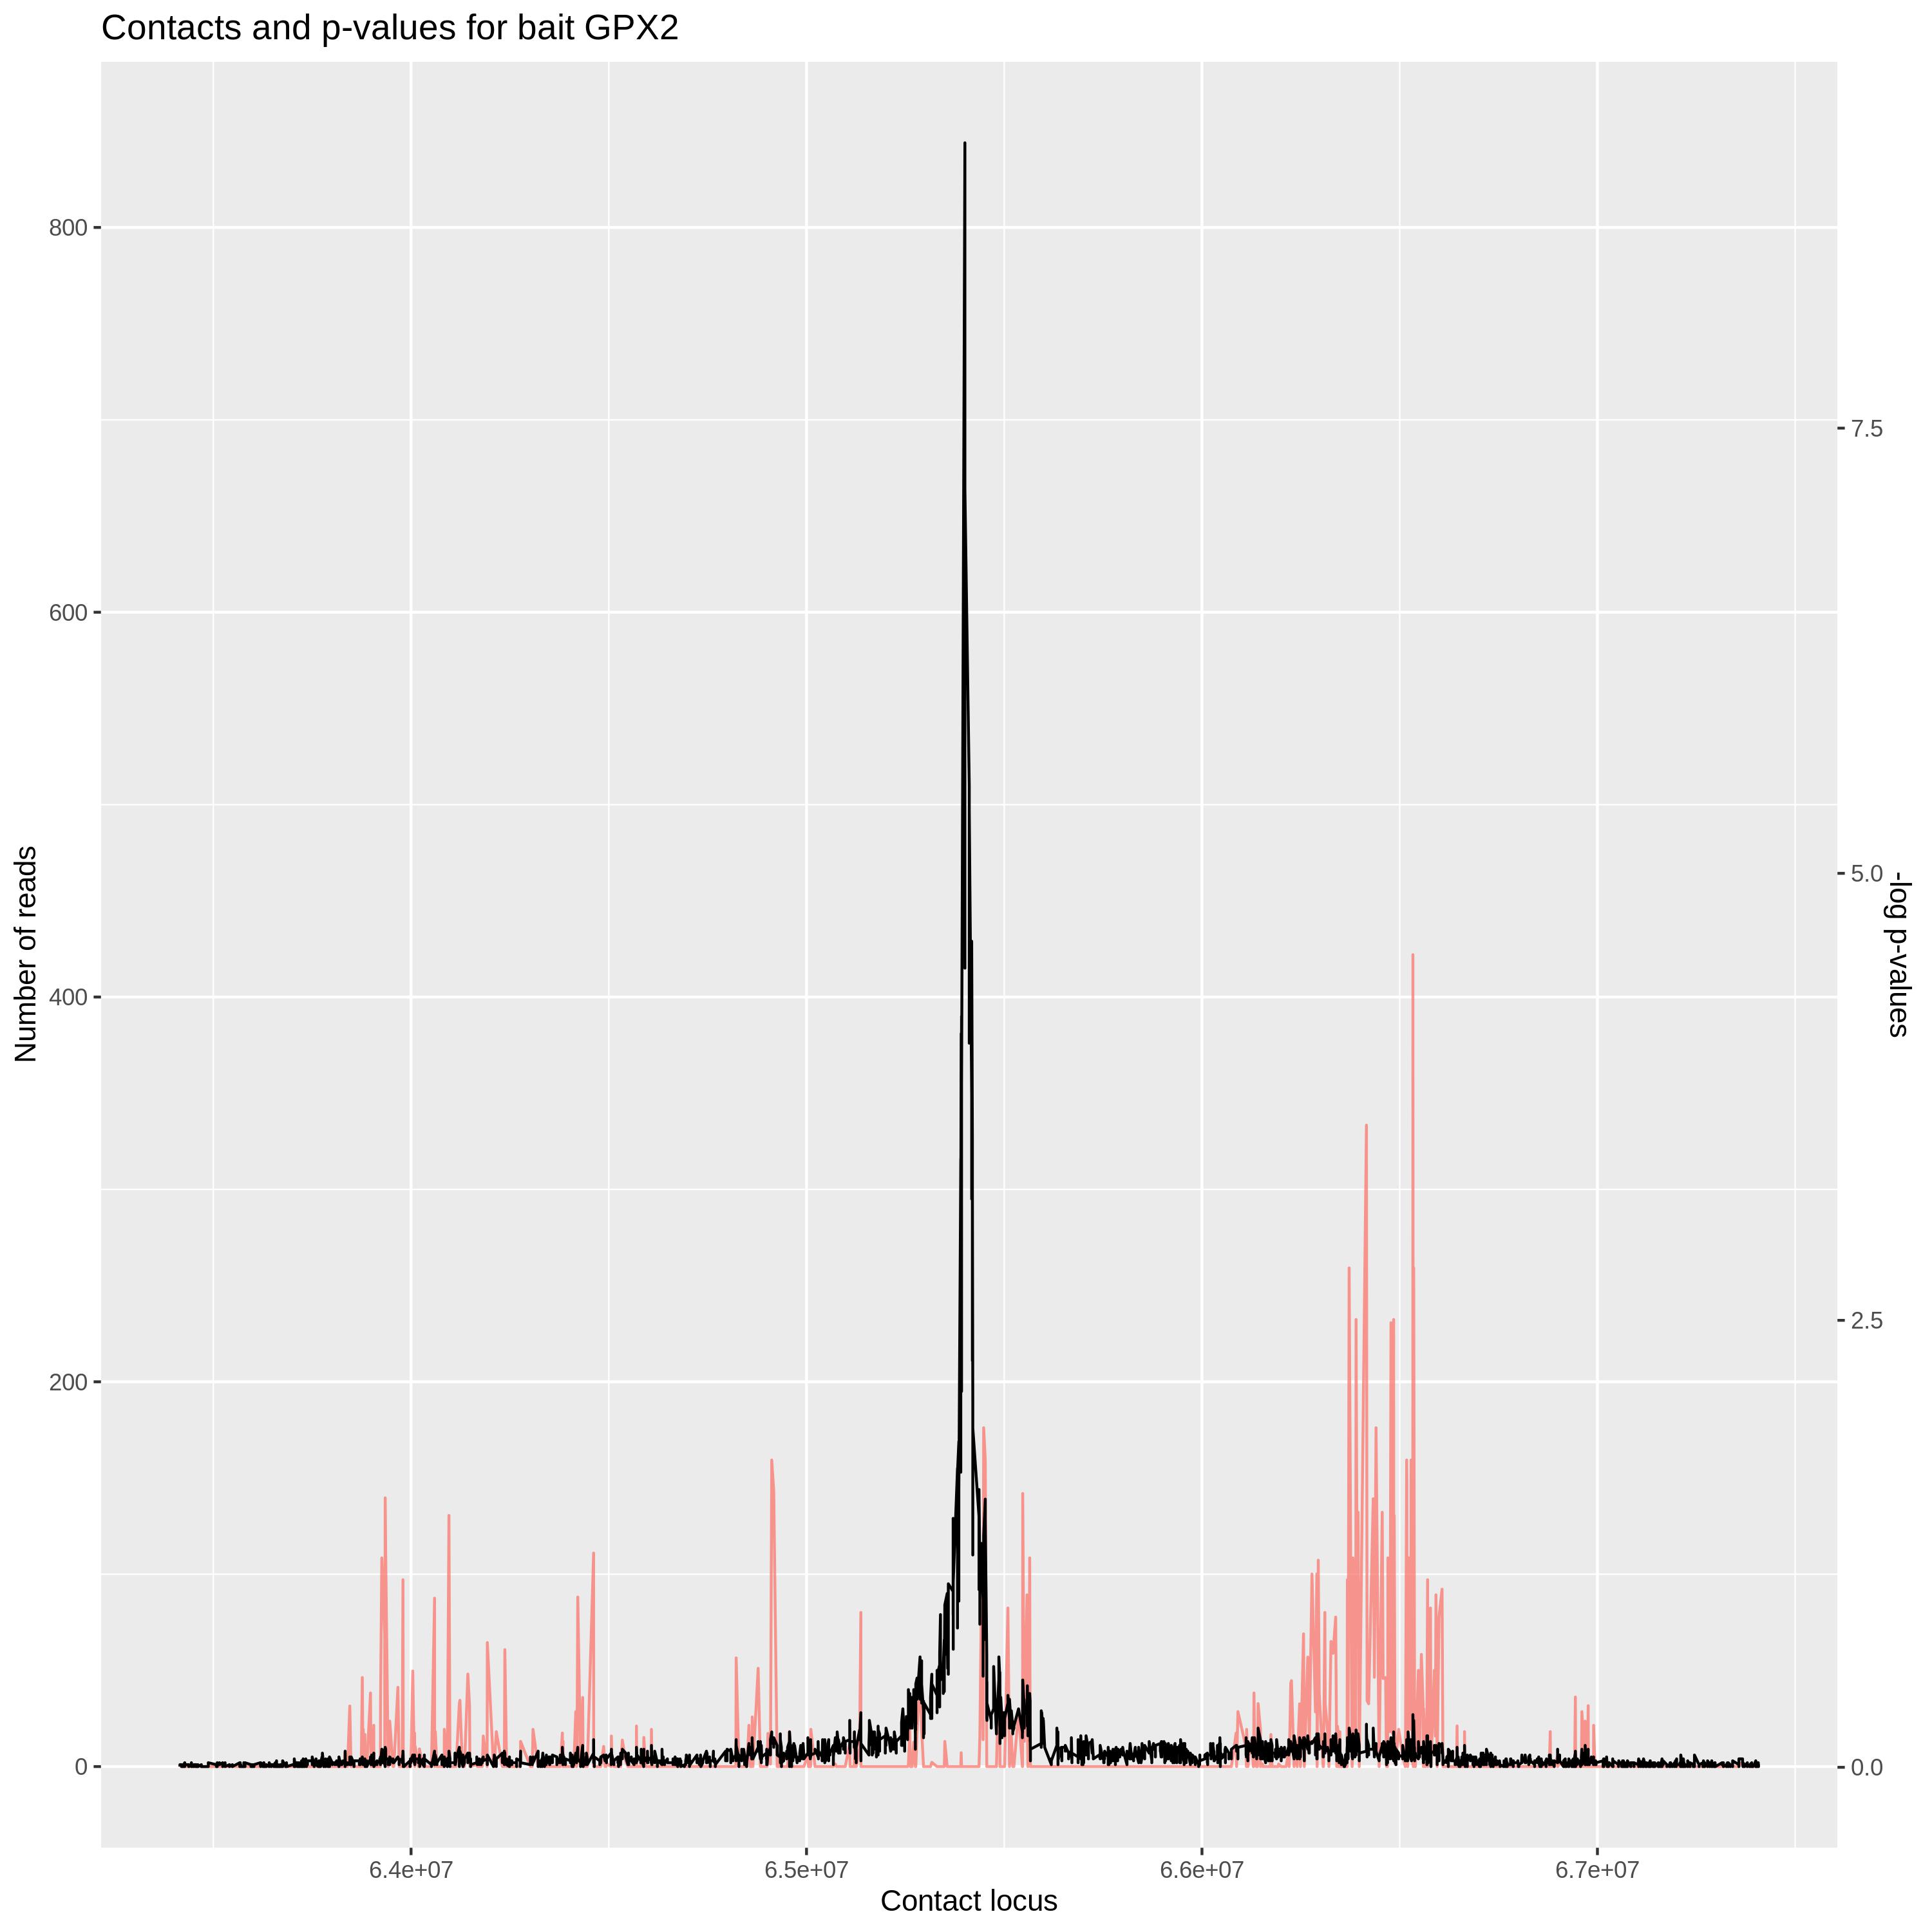 Contacts and p-values for bait GPX2
800
600
400
200
0
Number of reads
7.5
5.0
2.5
0.0
-log p-values
6.4e+07
6.5e+07
6.6e+07
6.7e+07
Contact locus